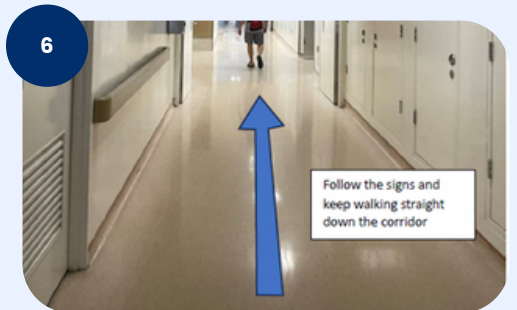 6
Follow the signs and
keep walking straight
down the corridor